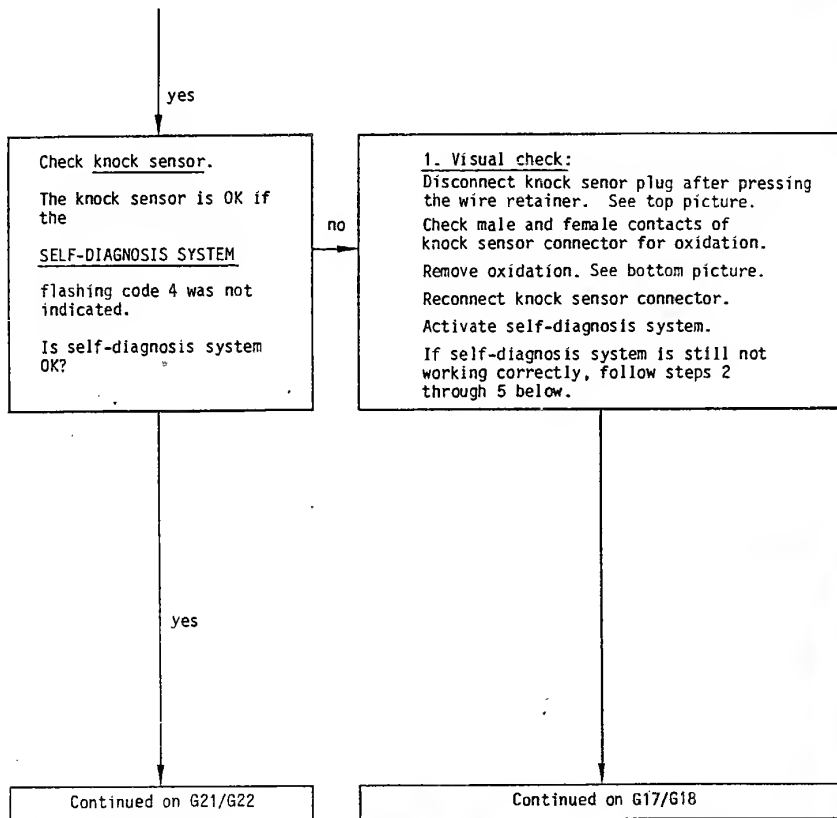 yes
Check knock sensor.
The knock sensor is OK if
the
SELF-DIAGNOSIS SYSTEM
flashing code 4 was not
indicated.
Is self-diagnosis system
OK?
no
1. Visual check:
Disconnect knock senor plug after pressing
the wire retainer. See top picture.
Check male and female contacts of
knock sensor connector for oxidation.
Remove oxidation. See bottom picture.
Reconnect knock sensor connector.
Activate self-diagnosis system.
If self-diagnosis system is still not
working correctly, follow steps 2
through 5 below.
yes
Continued on G21/G22
Continued on G17/G18